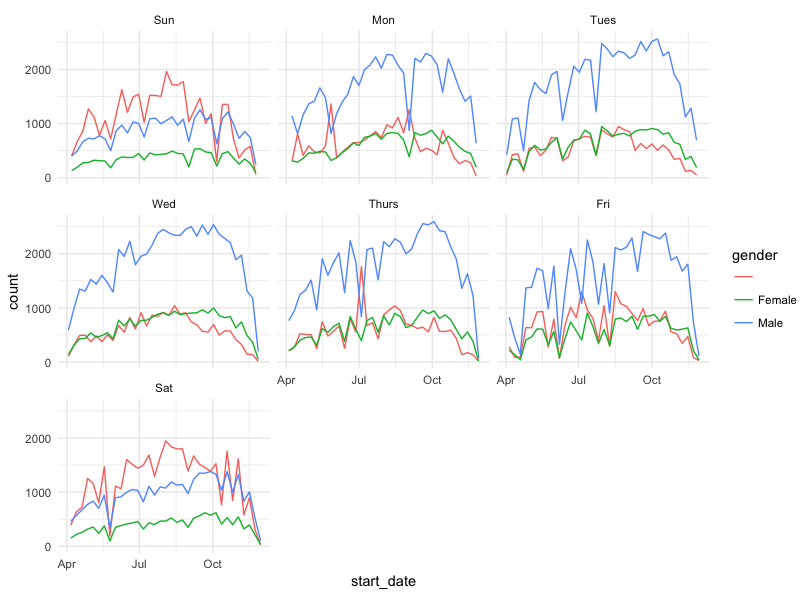 Sun Mon Tues
2000
1000
0
Wed Thurs Fri
2000
1000
0
gender
Female
Male
count
Apr Jul Oct Apr Jul Oct
Sat
2000
1000
0
Apr Jul Oct
start_date